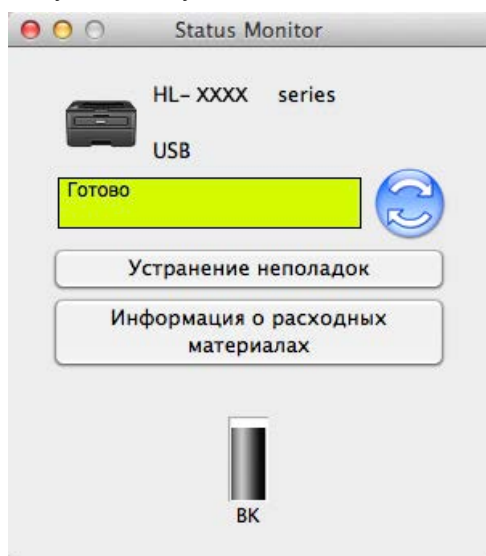 Status Monitor
HL- XXXX series
USB
Готово
Устранение неполадок
Информация о расходных
материалах
BK